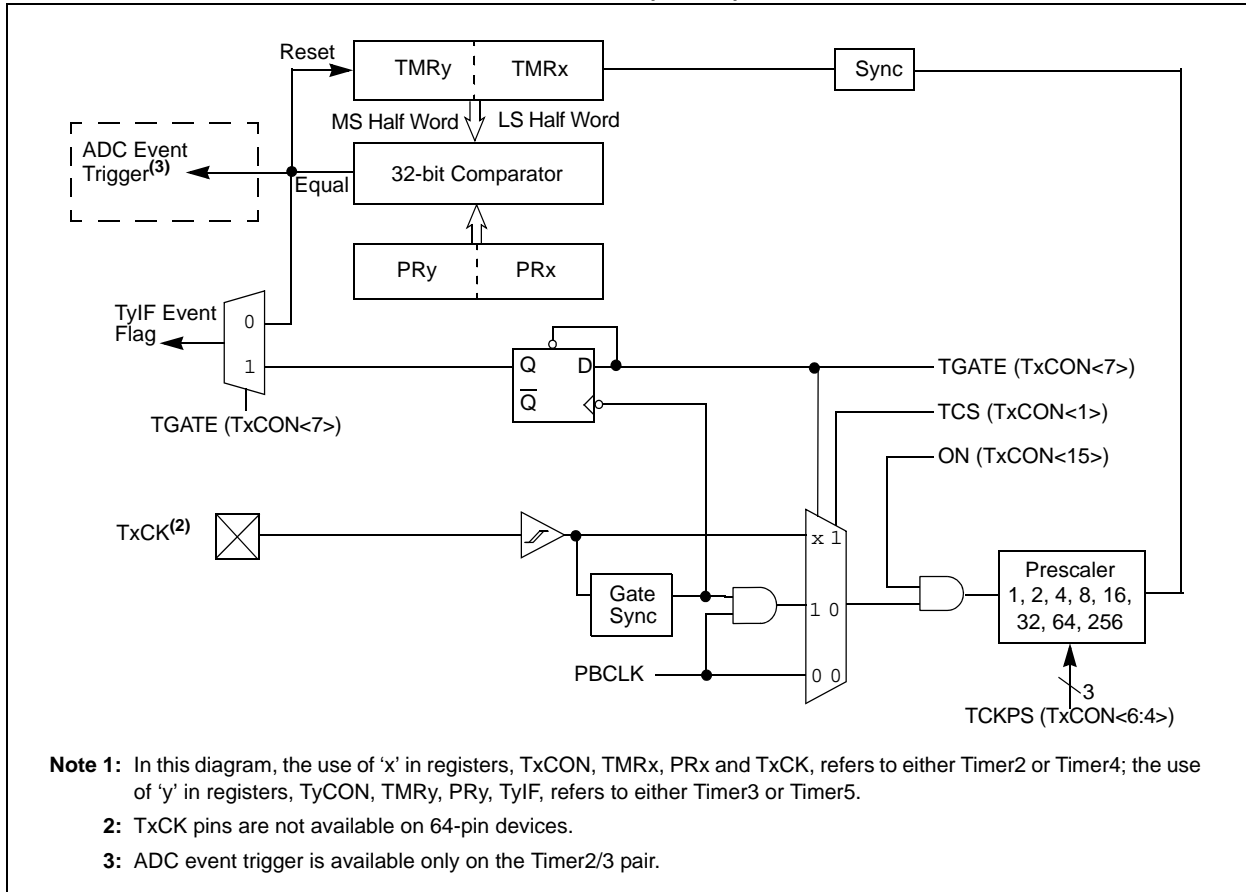 Reset
TMRy TMRx
Sync
MS Half Word LS Half Word
ADC Event
Trigger(3)
Equal
32-bit Comparator
PRy PRx
TyIF Event
Flag
0
1
TGATE (TxCON<7>)
Q D
Q̅
TGATE (TxCON<7>)
TCS (TxCON<1>)
ON (TxCON<15>)
TxCK(2)
x 1
Gate
Sync
1 0
PBCLK
0 0
Prescaler
1, 2, 4, 8, 16,
32, 64, 256
3
TCKPS (TxCON<6:4>)
Note 1: In this diagram, the use of ‘x’ in registers, TxCON, TMRx, PRx and TxCK, refers to either Timer2 or Timer4; the use
of ‘y’ in registers, TyCON, TMRy, PRy, TyIF, refers to either Timer3 or Timer5.
2: TxCK pins are not available on 64-pin devices.
3: ADC event trigger is available only on the Timer2/3 pair.